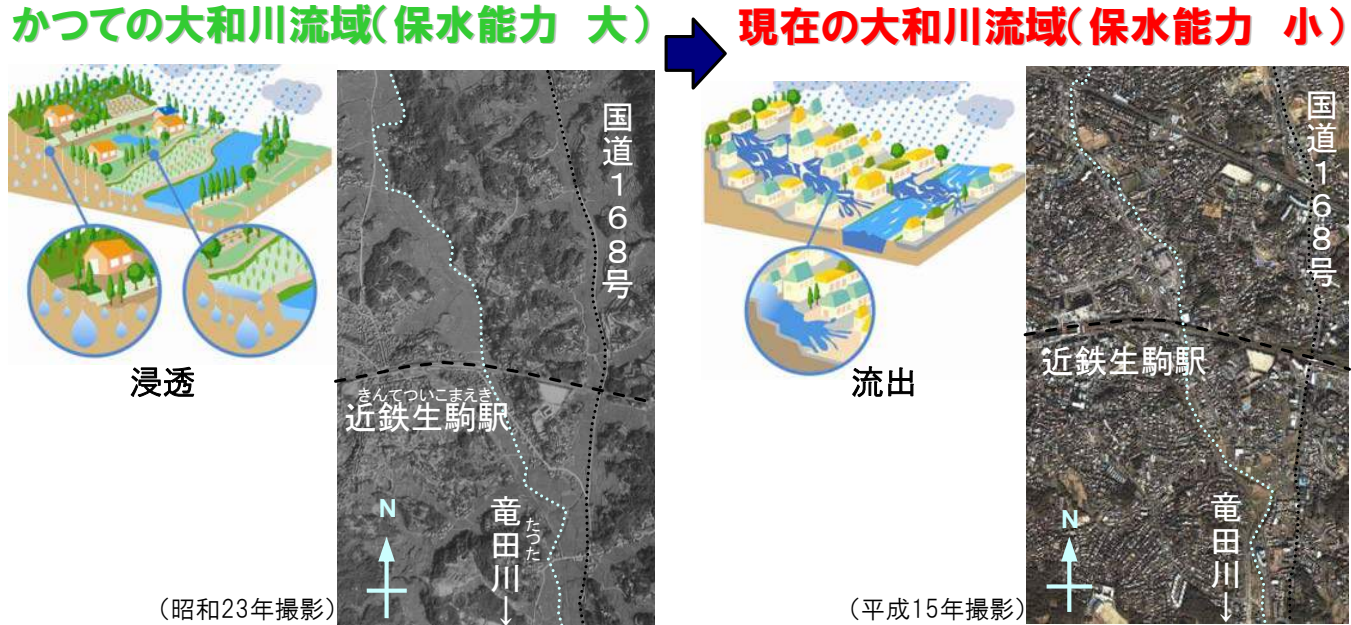 かつての大和川流域(保水能力　大)
現在の大和川流域(保水能力　小)
国道168号
きんてついこまえき
近鉄生駒駅
竜田川↓
たつた
N
浸透
(昭和23年撮影)
国道168号
近鉄生駒駅
竜田川↓
N
流出
(平成15年撮影)